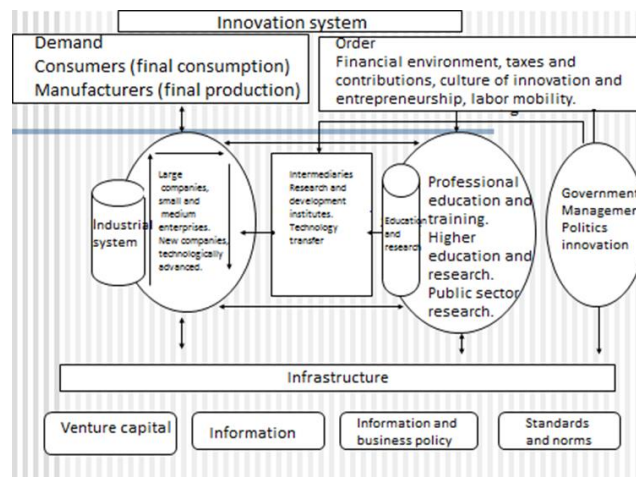 Innovation system
Demand
Consumers (final consumption)
Manufacturers (final production)
Order
Financial environment, taxes and
contributions, culture of innovation and
entrepreneurship, labor mobility.
Industrial
system
Large
companies,
small and
medium
enterprises.
New companies,
technologically
advanced.
Intermediaries
Research and
development
institutes.
Technology
transfer
Education
and
research
Professional
education and
training.
Higher
education and
research.
Public sector
research.
Government
Management
Politics
innovation
Infrastructure
Venture capital
Information
Information and
business policy
Standards
and norms